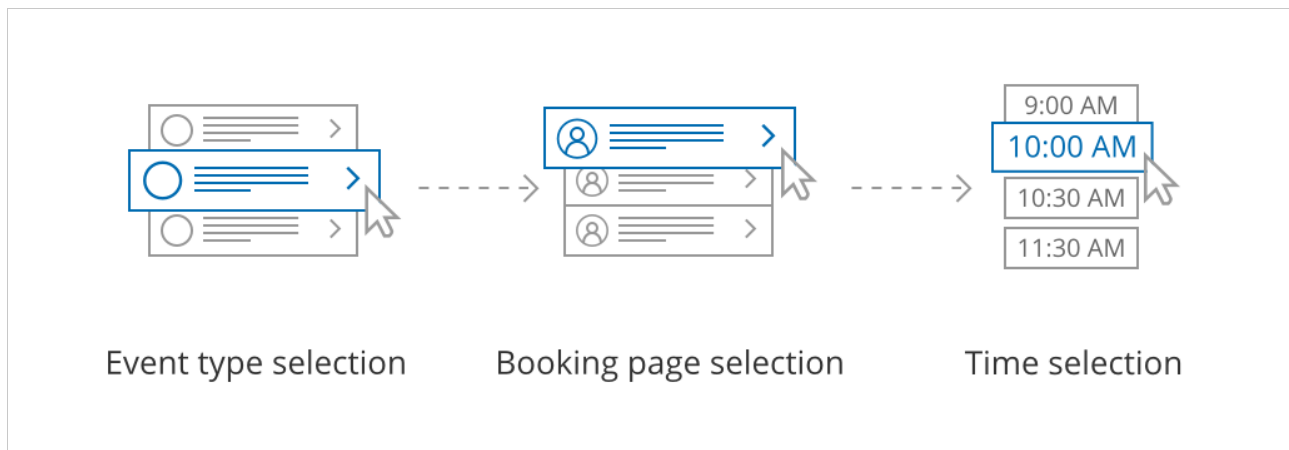 9:00 AM
10:00 AM
10:30 AM
11:30 AM
Event type selection
Booking page selection
Time selection